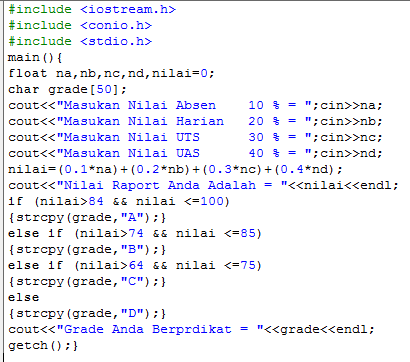 #include <iostream.h>
#include <conio.h>
#include <stdio.h>
main(){
float na,nb,nc,nd,nilai=0;
char grade[50];
cout<<"Masukan Nilai Absen    10 % = ";cin>>na;
cout<<"Masukan Nilai Harian   20 % = ";cin>>nb;
cout<<"Masukan Nilai UTS      30 % = ";cin>>nc;
cout<<"Masukan Nilai UAS      40 % = ";cin>>nd;
nilai=(0.1*na)+(0.2*nb)+(0.3*nc)+(0.4*nd);
cout<<"Nilai Raport Anda Adalah = "<<nilai<<endl;
if (nilai>84 && nilai <=100)
{strcpy(grade,"A");}
else if (nilai>74 && nilai <=85)
{strcpy(grade,"B");}
else if (nilai>64 && nilai <=75)
{strcpy(grade,"C");}
else
{strcpy(grade,"D");}
cout<<"Grade Anda Berprdikat = "<<grade<<endl;
getch();}